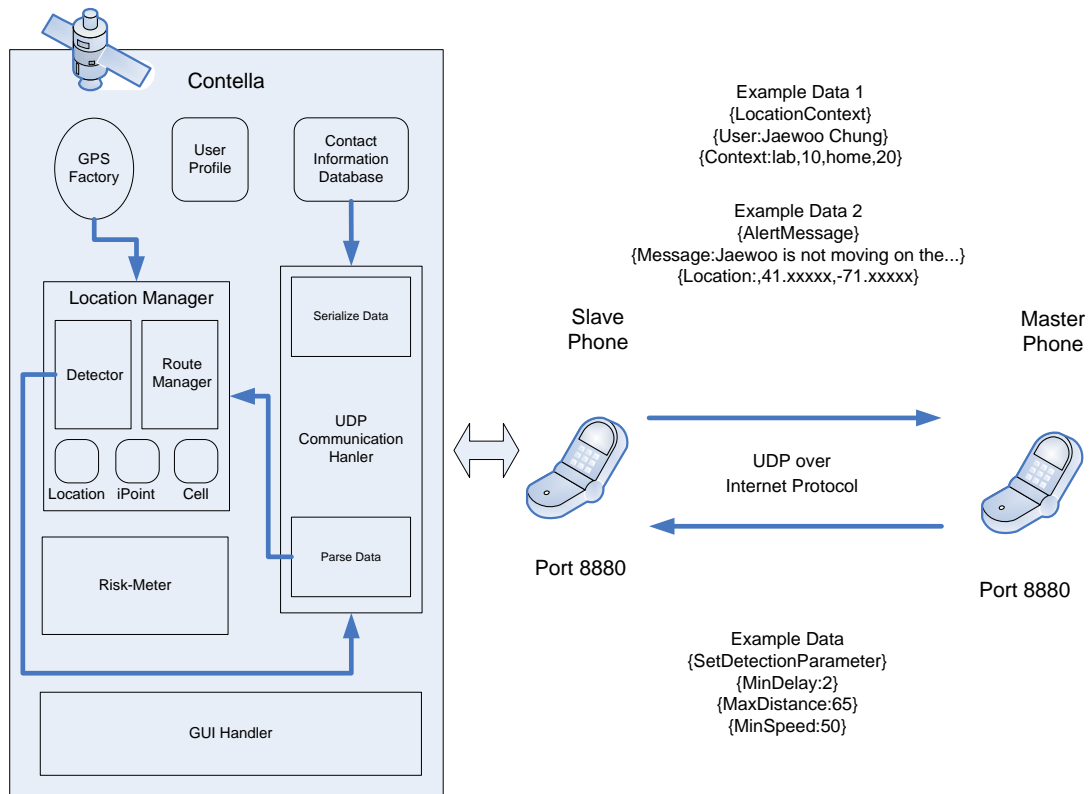 Contella
GPS
Factory
User
Profile
Contact
Information
Database
Location Manager
Detector
Route
Manager
Location
iPoint
Cell
Serialize Data
UDP
Communication
Hanler
Parse Data
Risk-Meter
GUI Handler
Example Data 1
{LocationContext}
{User:Jaewoo Chung}
{Context:lab,10,home,20}
Example Data 2
{AlertMessage}
{Message:Jaewoo is not moving on the...}
{Location:,41.xxxxx,-71.xxxxx}
Slave
Phone
Master
Phone
UDP over
Internet Protocol
Port 8880
Port 8880
Example Data
{SetDetectionParameter}
{MinDelay:2}
{MaxDistance:65}
{MinSpeed:50}